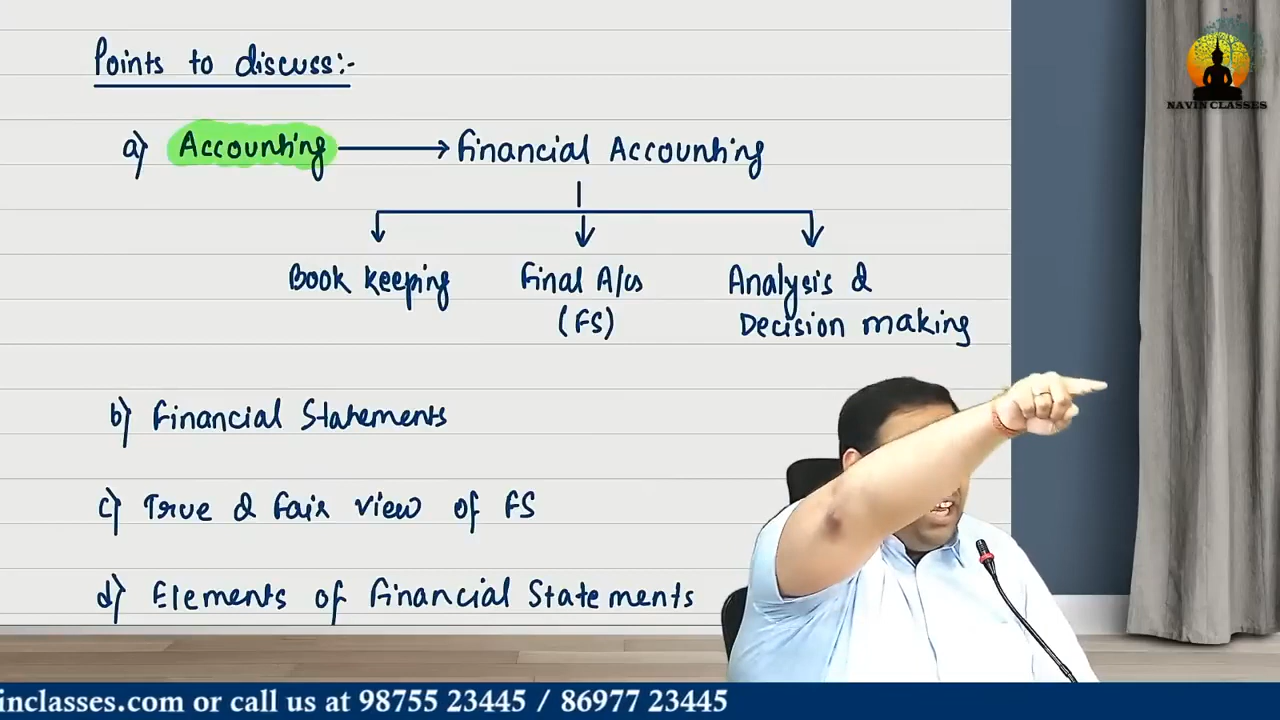 Points to discuss:-
a) Accounting → Financial Accounting
Book keeping
Final A/cs
(FS)
Analysis &
Decision making
b) Financial Statements
c) True & Fair view of FS
d) Elements of Financial Statements
NAVIN CLASSES
inclasses.com or call us at 98755 23445 / 86977 23445